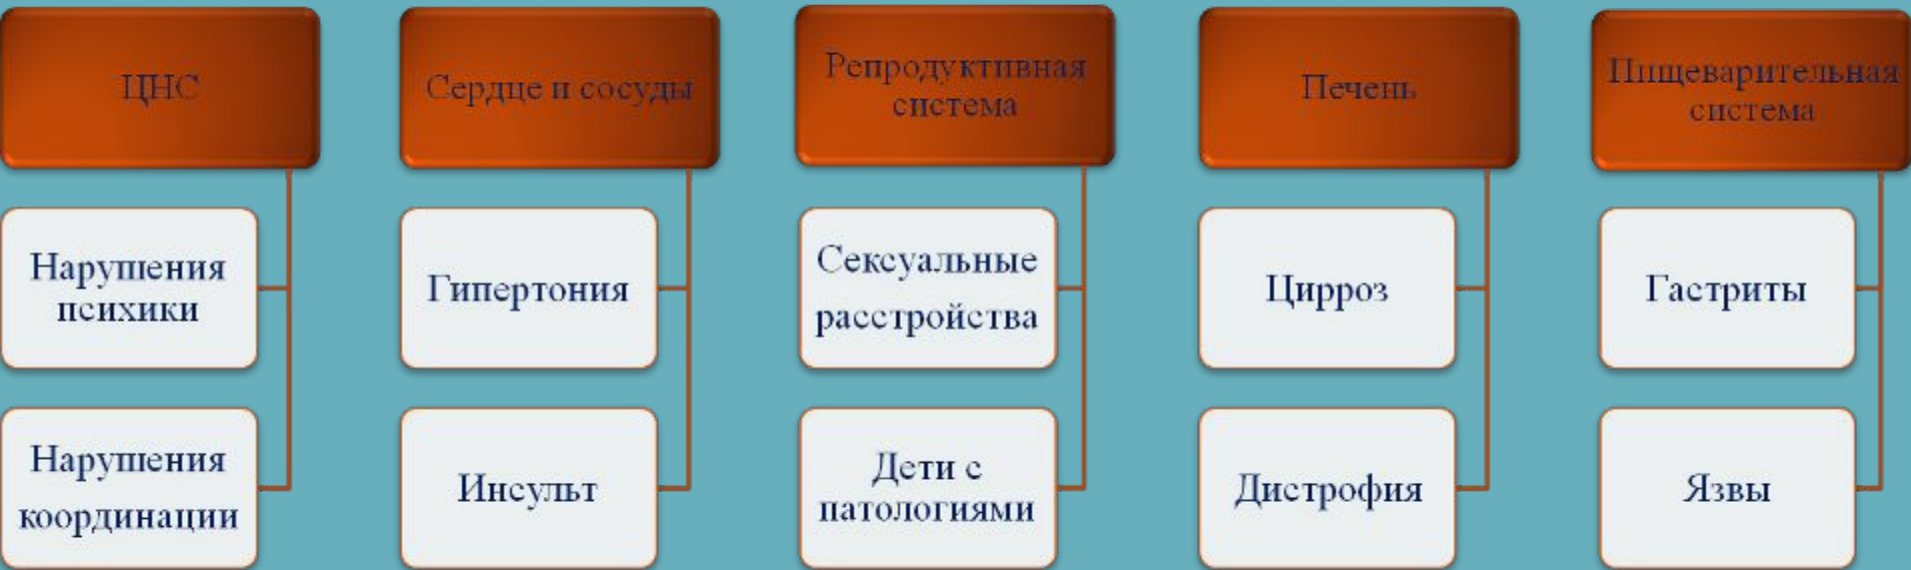 ЦНС
Нарушения
психики
Нарушения
координации
Сердце и сосуды
Гипертония
Инсульт
Репродуктивная
система
Сексуальные
расстройства
Дети с
патологиями
Печень
Цирроз
Дистрофия
Пищеварительная
система
Гастриты
Язвы